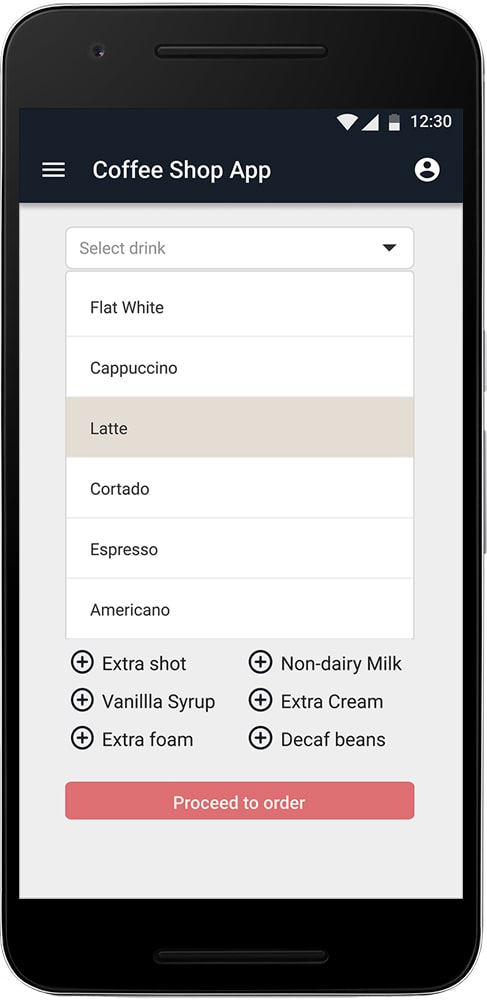 12:30
Coffee Shop App
Select drink
Flat White
Cappuccino
Latte
Cortado
Espresso
Americano
Extra shot
Non-dairy Milk
Vanillla Syrup
Extra Cream
Extra foam
Decaf beans
Proceed to order